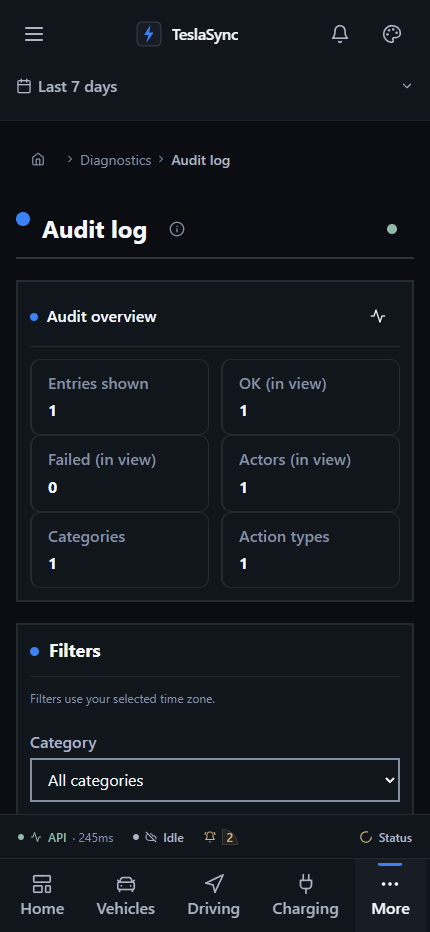 TeslaSync
Last 7 days
Diagnostics Audit log
Audit log
Audit overview
Entries shown
1
OK (in view)
1
Failed (in view)
0
Actors (in view)
1
Categories
1
Action types
1
Filters
Filters use your selected time zone.
Category
All categories
API · 245ms Idle 2 Status
Home Vehicles Driving Charging More